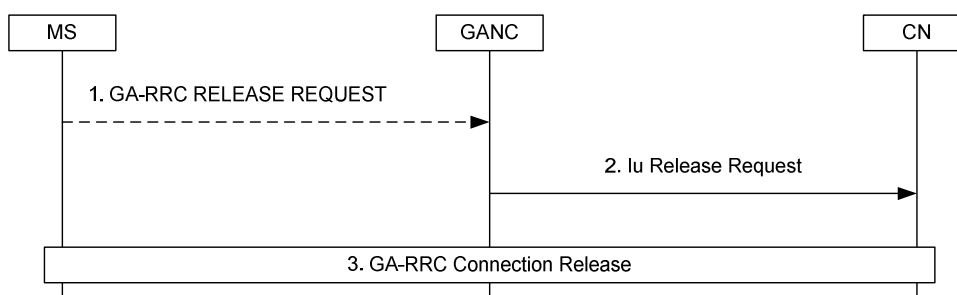 MS
GANC
CN
1. GA-RRC RELEASE REQUEST
2. Iu Release Request
3. GA-RRC Connection Release